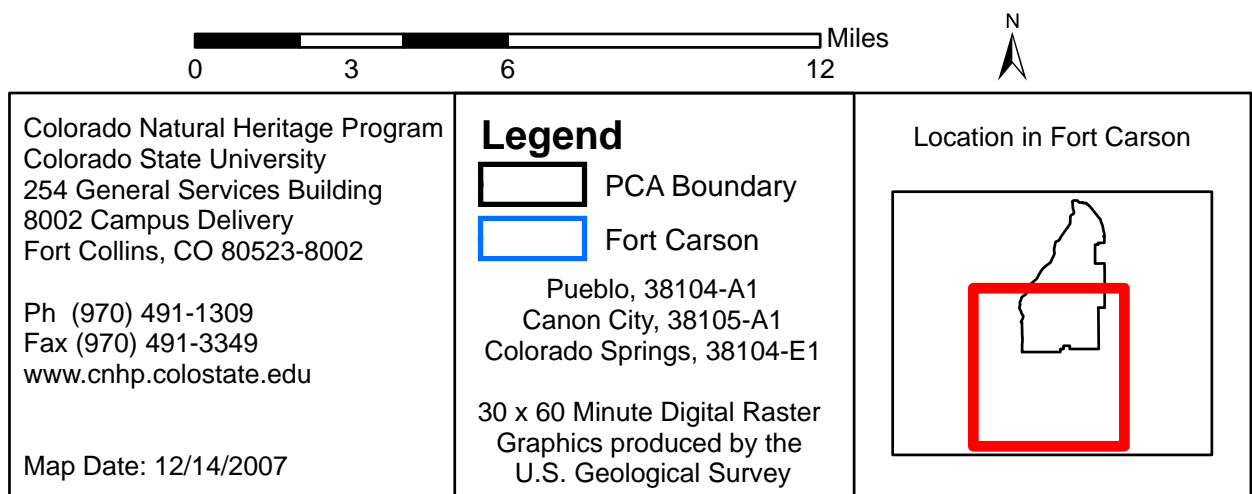 Miles
0 3 6 12
N
Colorado Natural Heritage Program
Colorado State University
254 General Services Building
8002 Campus Delivery
Fort Collins, CO 80523-8002
Ph (970) 491-1309
Fax (970) 491-3349
www.cnhp.colostate.edu
Map Date: 12/14/2007
Legend
PCA Boundary
Fort Carson
Pueblo, 38104-A1
Canon City, 38105-A1
Colorado Springs, 38104-E1
30 x 60 Minute Digital Raster
Graphics produced by the
U.S. Geological Survey
Location in Fort Carson